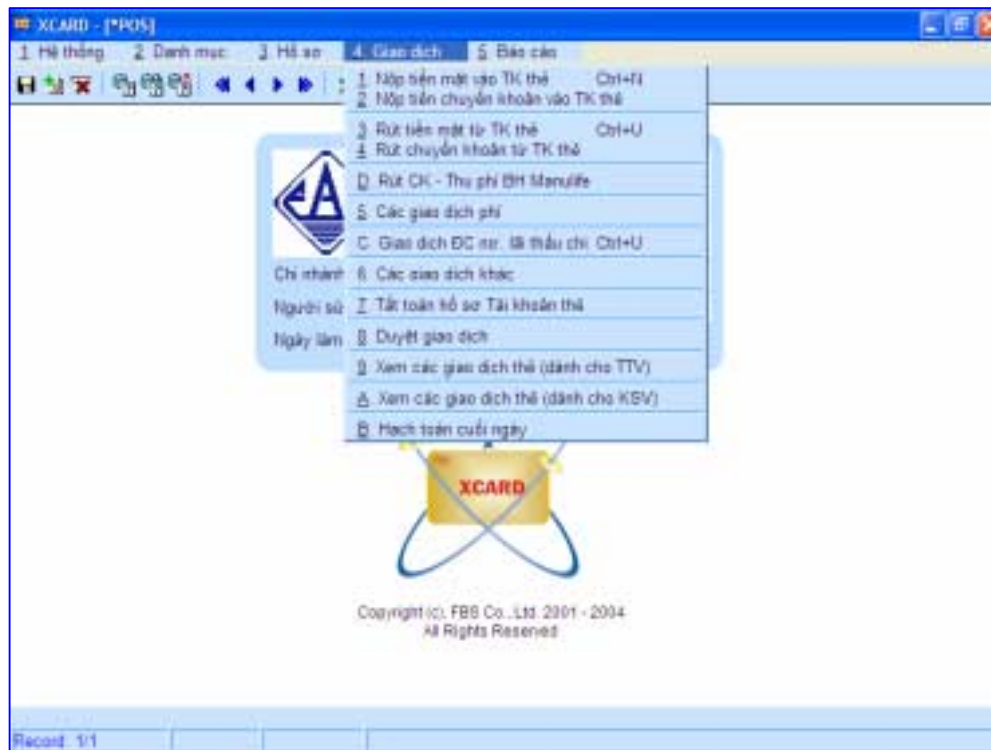 XCARD - [*POS]
1 Hệ thống 2 Danh mục 3 Hồ sơ 4 Giao dịch 5 Báo cáo
1 Nộp tiền mặt vào TK thẻ Ctrl+N
2 Nộp tiền chuyển khoản vào TK thẻ
3 Rút tiền mặt từ TK thẻ Ctrl+U
4 Rút chuyển khoản từ TK thẻ
D Rút CK - Thu phí BH Manulife
5 Các giao dịch phí
C Giao dịch ĐC nợ, lãi thấu chi Ctrl+U
Chi nhánh
6 Các giao dịch khác
7 Tất toán hồ sơ Tài khoản thẻ
Người sử
8 Duyệt giao dịch
Ngày làm
9 Xem các giao dịch thẻ (dành cho TTV)
A Xem các giao dịch thẻ (dành cho KSV)
B Hạch toán cuối ngày
XCARD
Copyright (c), FBS Co., Ltd. 2001 - 2004
All Rights Reserved
Record: 1/1